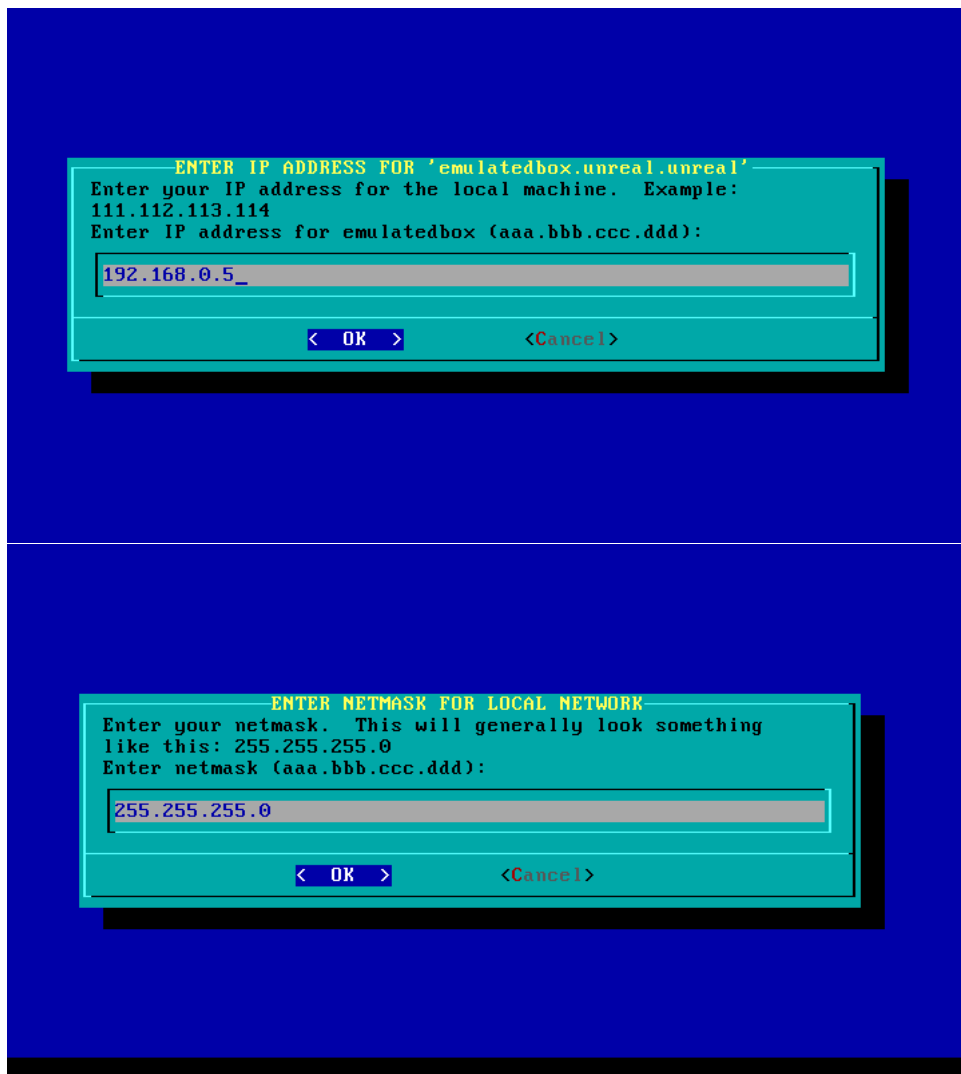 ENTER IP ADDRESS FOR 'emulatedbox.unreal.unreal'
Enter your IP address for the local machine.  Example:
111.112.113.114
Enter IP address for emulatedbox (aaa.bbb.ccc.ddd):
192.168.0.5_
<  OK  > <Cancel>
ENTER NETMASK FOR LOCAL NETWORK
Enter your netmask.  This will generally look something
like this: 255.255.255.0
Enter netmask (aaa.bbb.ccc.ddd):
255.255.255.0
<  OK  > <Cancel>